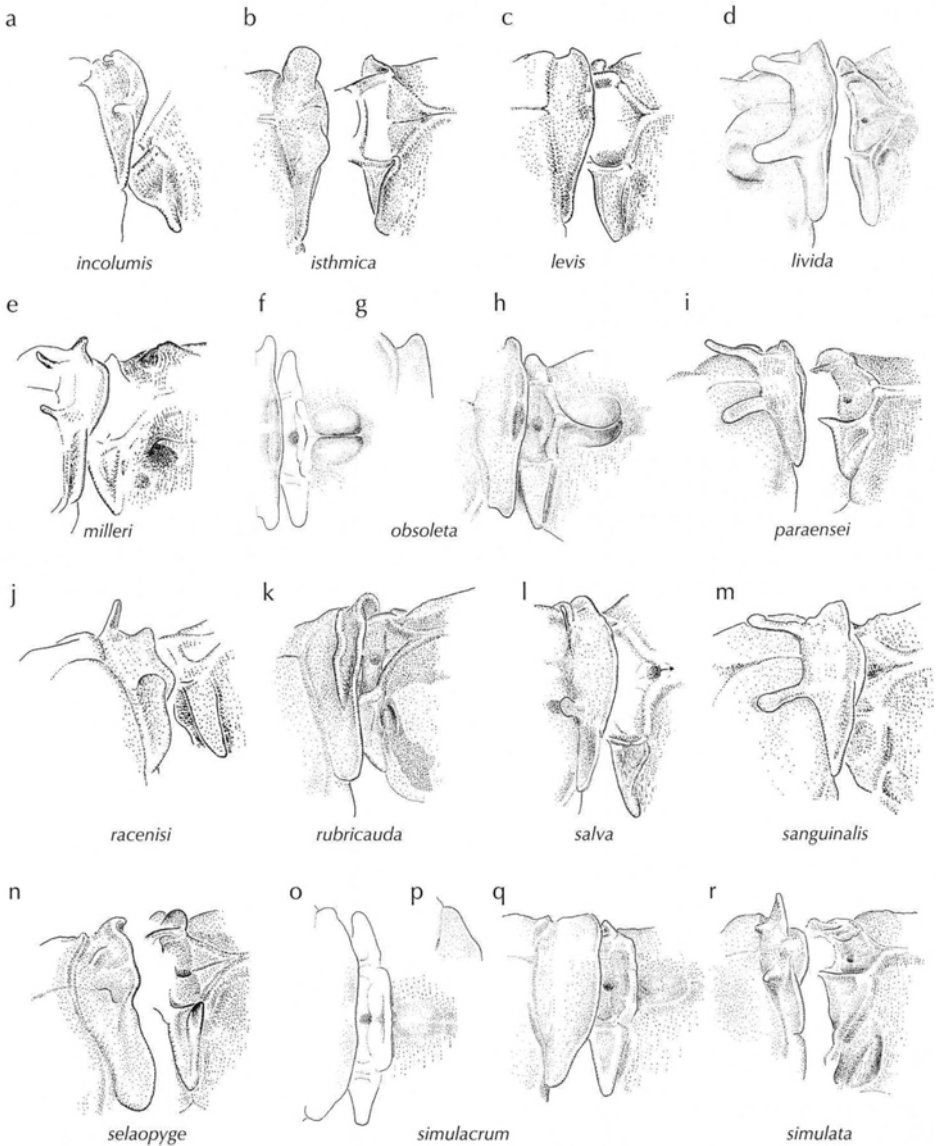 a b c d
incolumis isthmica levis livida
e f g h i
milleri obsoleta paraensei
j k l m
racenisi rubricauda salva sanguinalis
n o p q r
selaopyge simulacrum simulata